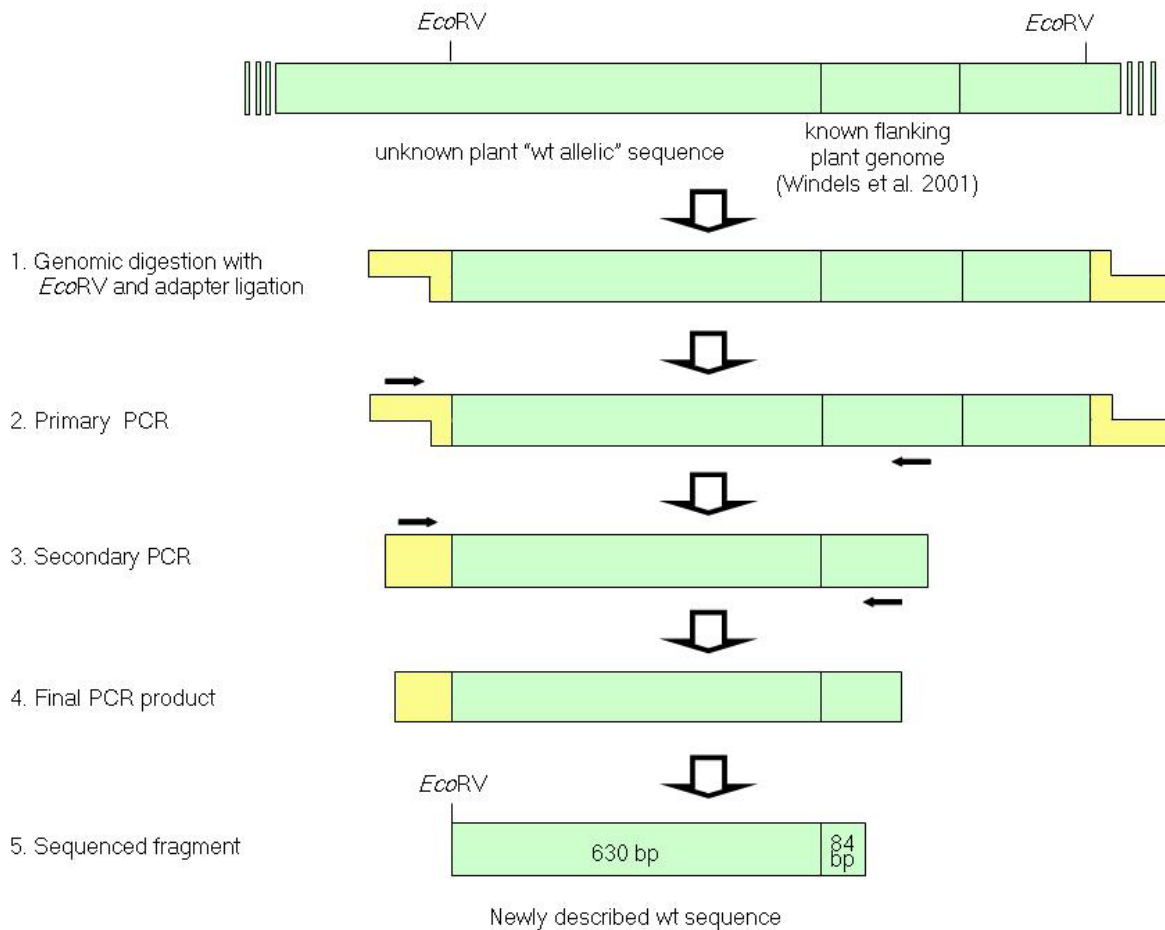 EcoRV
EcoRV
unknown plant “wt allelic” sequence
known flanking
plant genome
(Windels et al. 2001)
1. Genomic digestion with
EcoRV and adapter ligation
2. Primary PCR
3. Secondary PCR
4. Final PCR product
EcoRV
5. Sequenced fragment
630 bp
84
bp
Newly described wt sequence